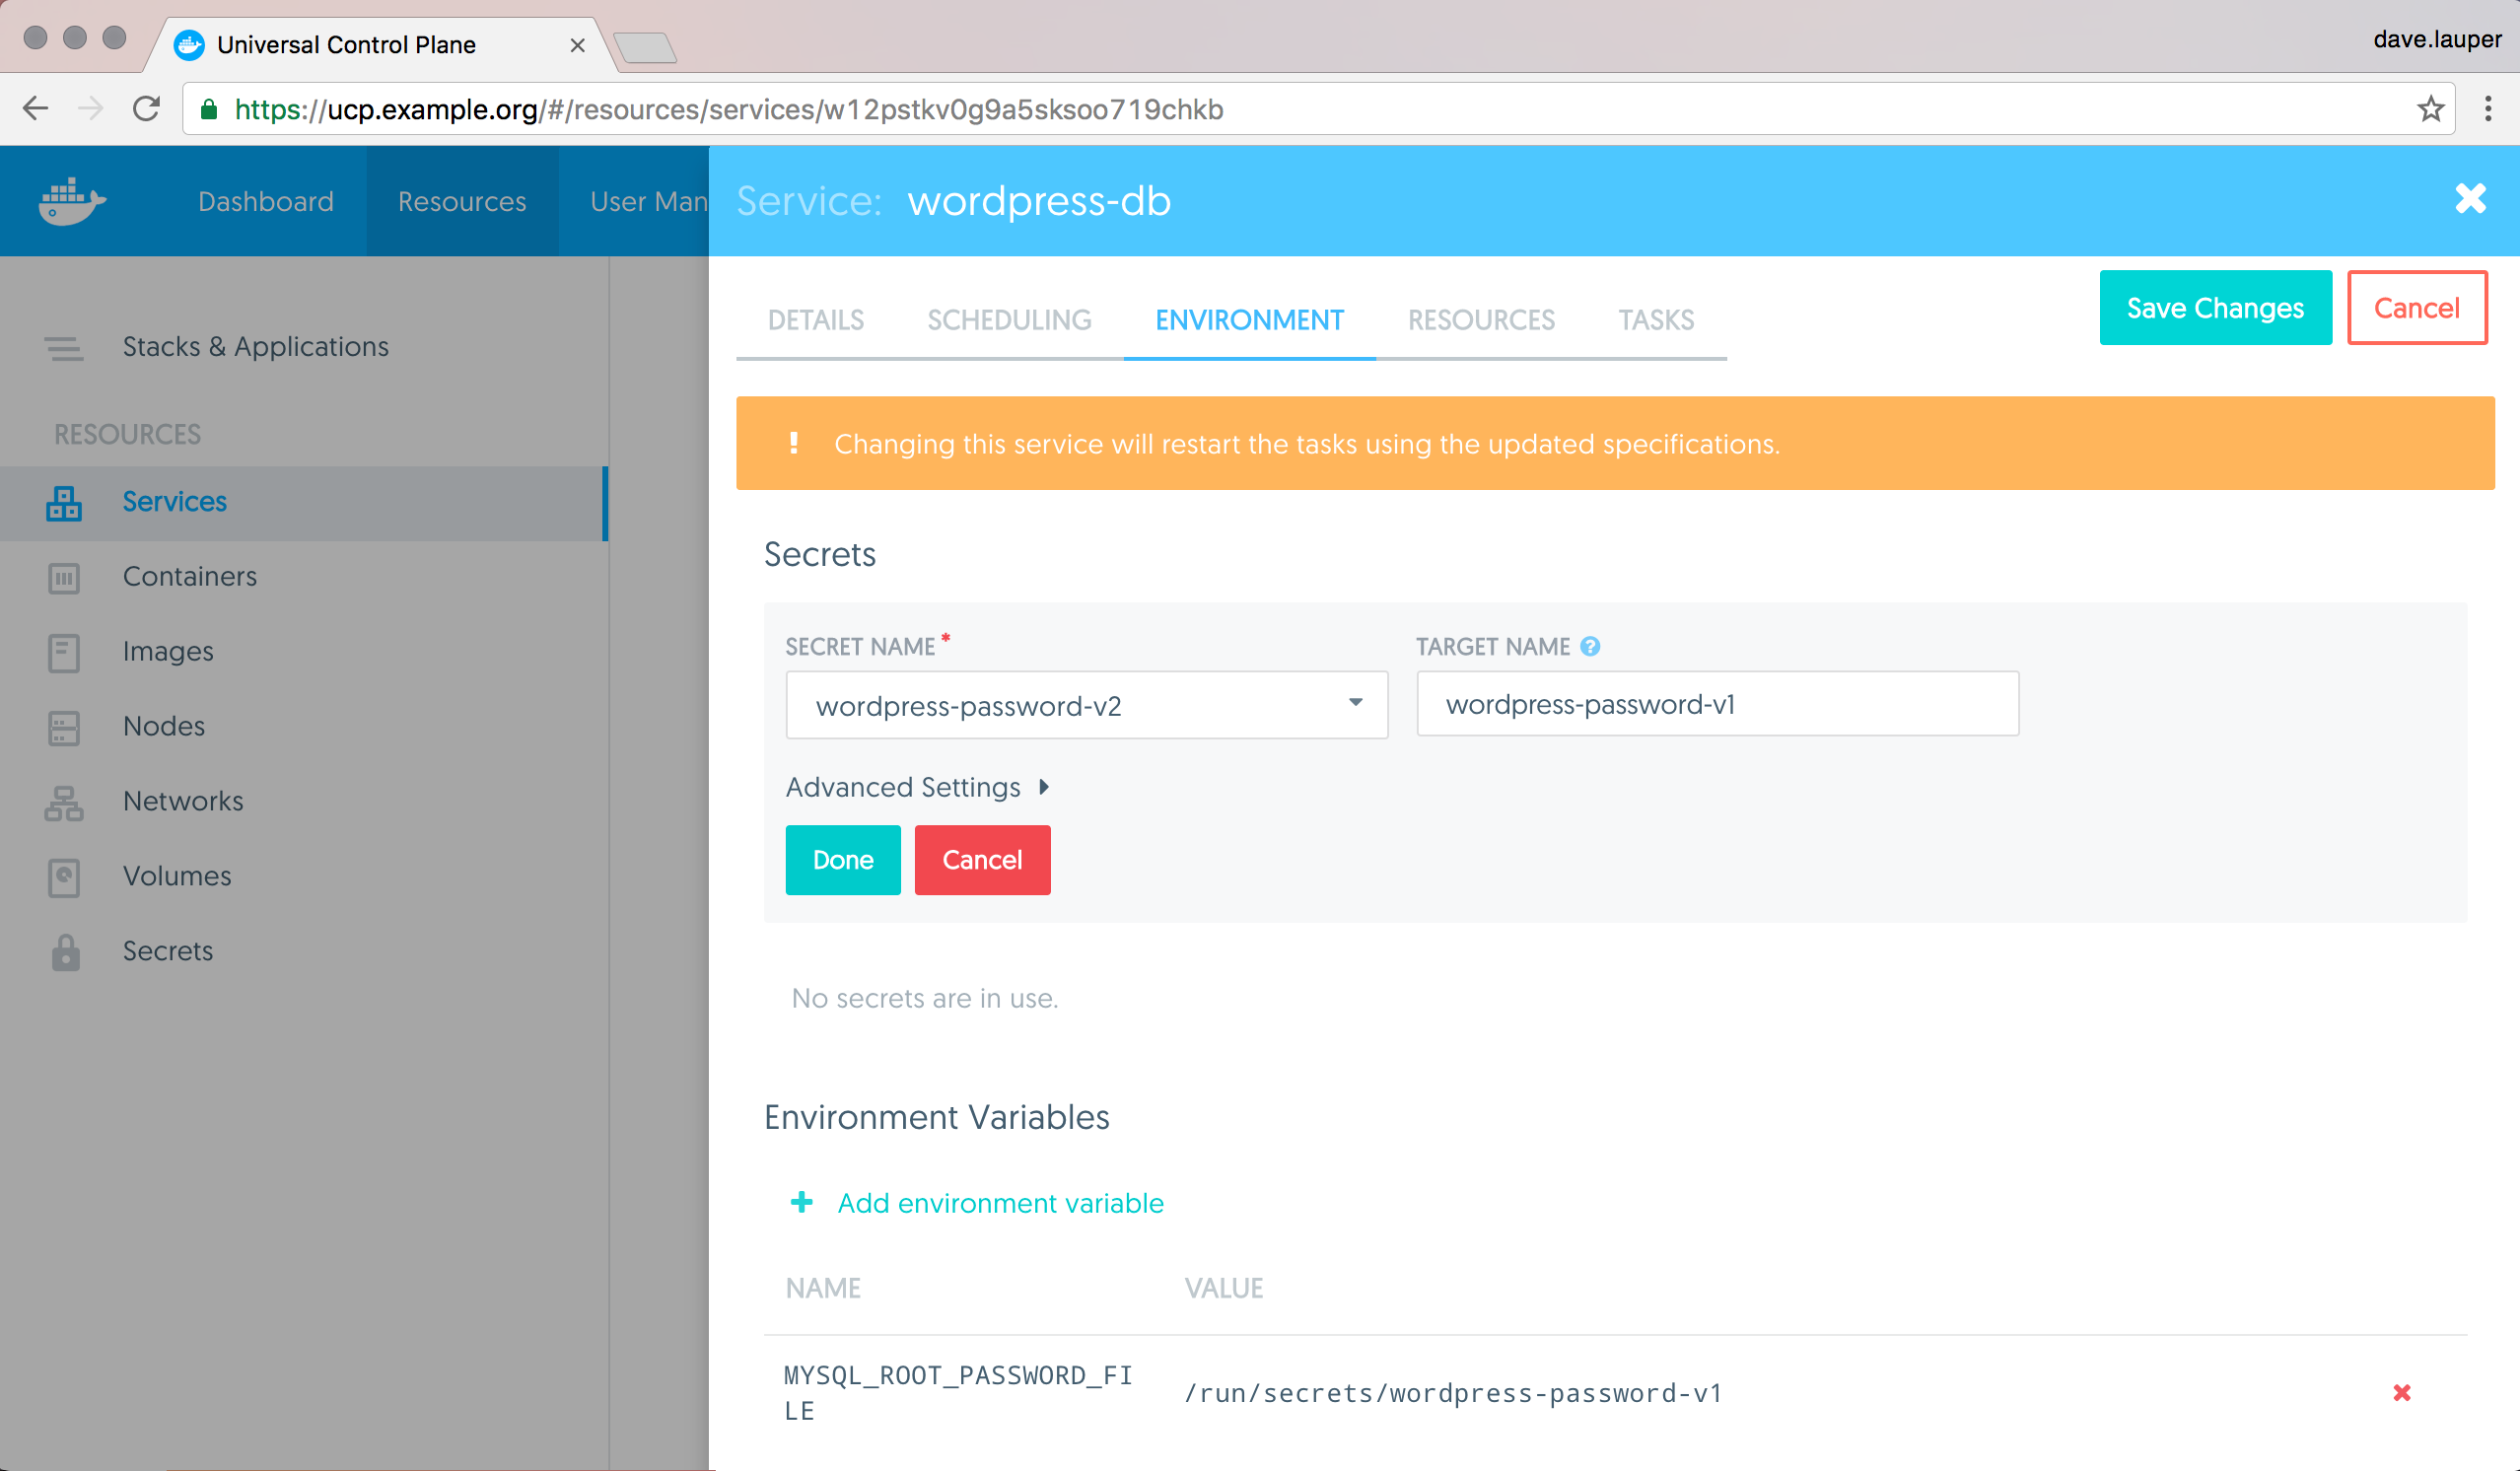 Universal Control Plane
dave.lauper
https://ucp.example.org/#/resources/services/w12pstkv0g9a5sksoo719chkb
Dashboard
Resources
User Man
Service: wordpress-db
DETAILS
SCHEDULING
ENVIRONMENT
RESOURCES
TASKS
Save Changes
Cancel
Stacks & Applications
RESOURCES
Services
Containers
Images
Nodes
Networks
Volumes
Secrets
! Changing this service will restart the tasks using the updated specifications.
Secrets
SECRET NAME *
TARGET NAME ?
wordpress-password-v2
wordpress-password-v1
Advanced Settings
Done
Cancel
No secrets are in use.
Environment Variables
+ Add environment variable
NAME
VALUE
MYSQL_ROOT_PASSWORD_FI
LE
/run/secrets/wordpress-password-v1